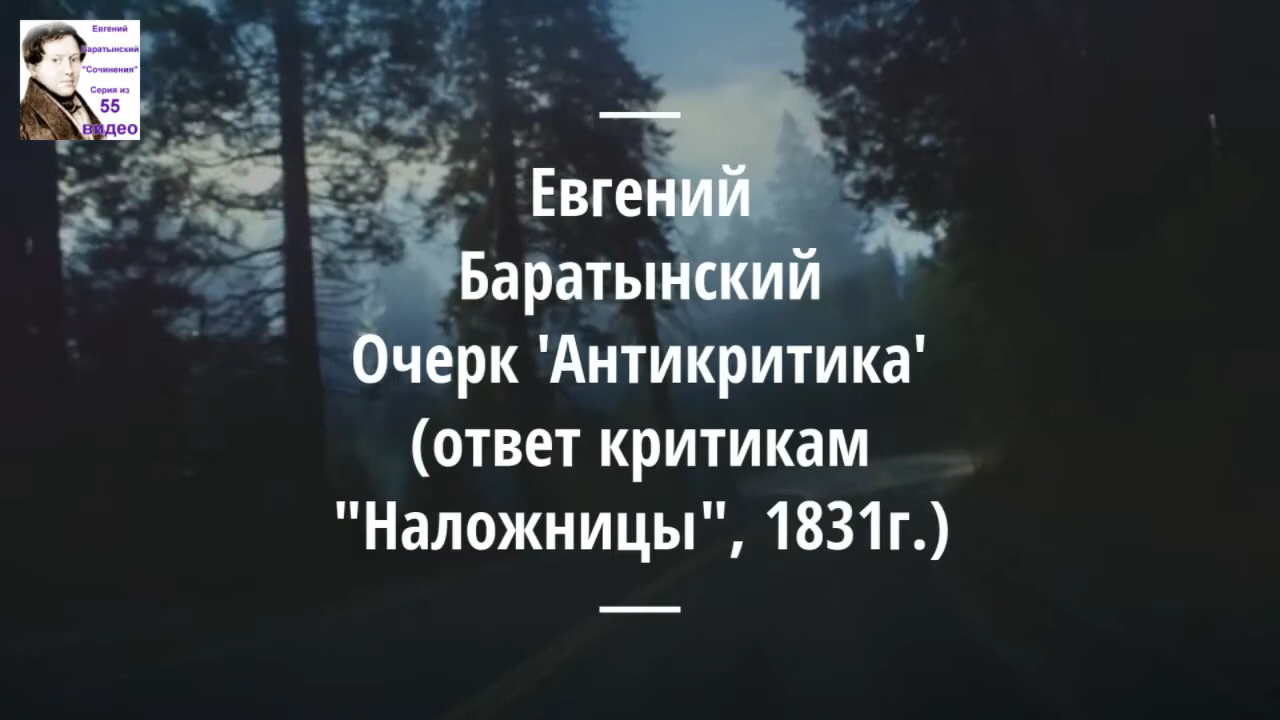 Евгений
Баратынский
"Сочинения"
Серия из
55
видео
Евгений
Баратынский
Очерк 'Антикритика'
(ответ критикам
"Наложницы", 1831г.)